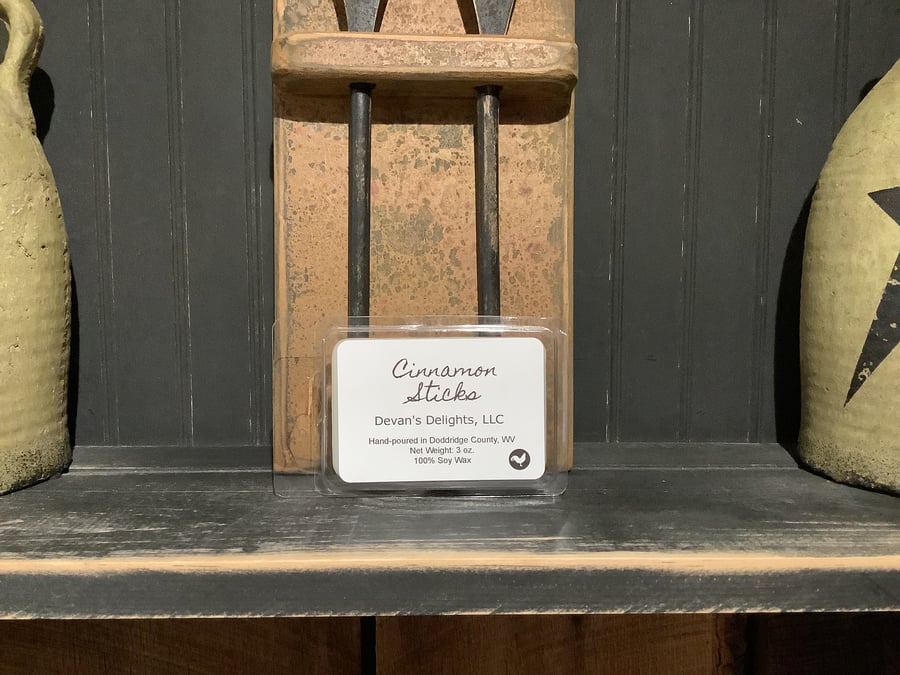 Cinnamon
Sticks
Devan's Delights, LLC
Hand-poured in Doddridge County, WV
Net Weight: 3 oz.
100% Soy Wax